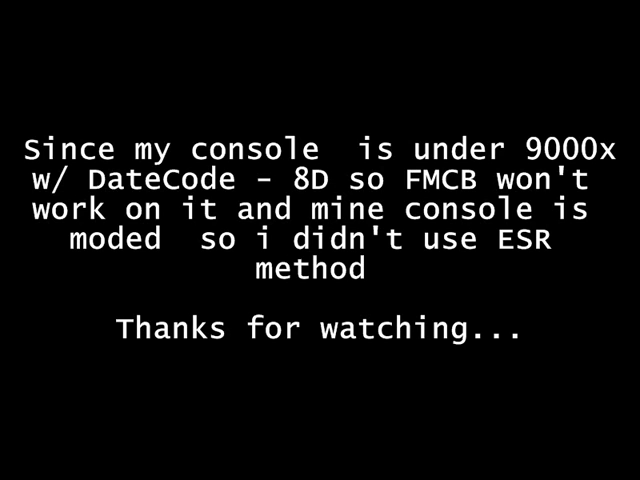 Since my console  is under 9000x
w/ DateCode - 8D so FMCB won't
work on it and mine console is
moded  so i didn't use ESR
method
Thanks for watching...